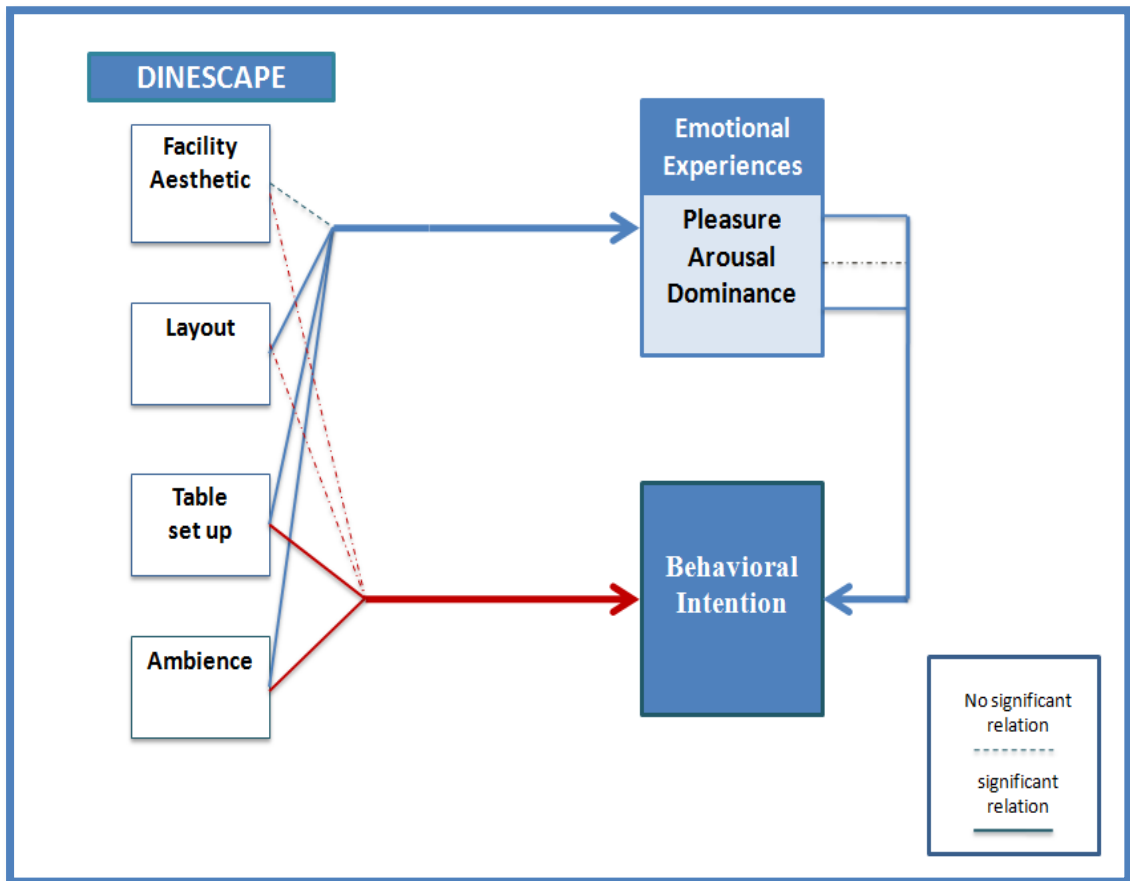 DINESCAPE
Facility
Aesthetic
Layout
Table
set up
Ambience
Emotional
Experiences
Pleasure
Arousal
Dominance
Behavioral
Intention
No significant
relation
significant
relation